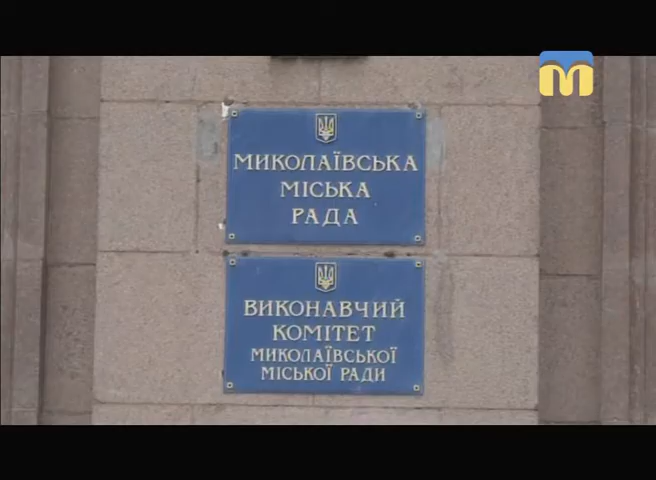 М
МИКОЛАЇВСЬКА
МІСЬКА
РАДА
ВИКОНАВЧИЙ
КОМІТЕТ
МИКОЛАЇВСЬКОЇ
МІСЬКОЇ РАДИ